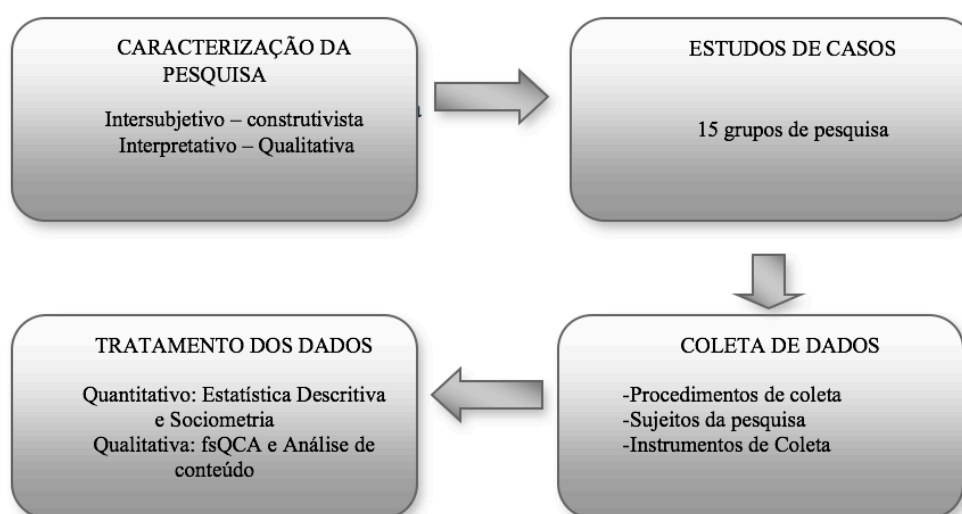 CARACTERIZAÇÃO DA
PESQUISA
Intersubjetivo – construtivista
Interpretativo – Qualitativa
ESTUDOS DE CASOS
15 grupos de pesquisa
COLETA DE DADOS
-Procedimentos de coleta
-Sujeitos da pesquisa
-Instrumentos de Coleta
TRATAMENTO DOS DADOS
Quantitativo: Estatística Descritiva
e Sociometria
Qualitativa: fsQCA e Análise de
conteúdo